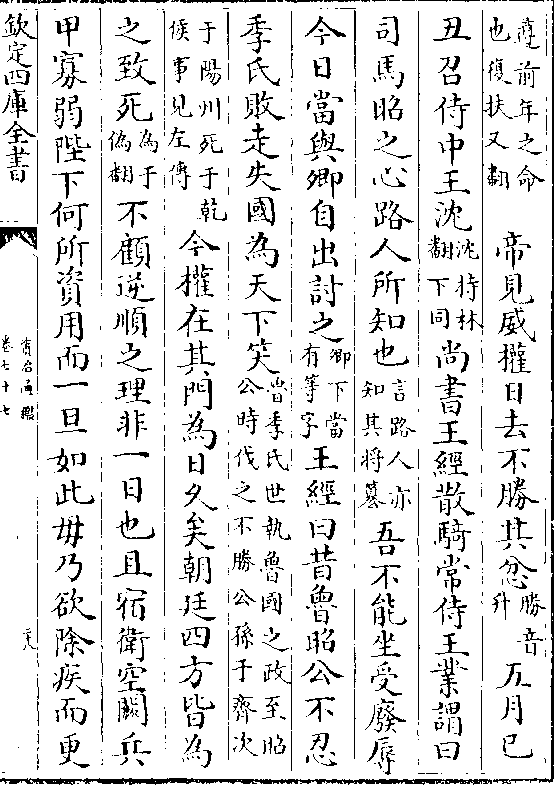 遵前年之命
也復扶又翻 帝見威權日去不勝其忿勝音升 五月己
丑召侍中王沈沈持林翻下同尚書王經散騎常侍王業謂曰
司馬昭之心路人所知也言路人亦知其將簒吾不能坐受廢辱
今日當與卿自出討之卿下當有等字王經曰昔魯昭公不忍
季氏敗走失國為天下笑魯季氏世執魯國之政至昭公時伐之不勝公孫于齊次
于陽州死于乾侯事見左傳今權在其門為日久矣朝廷四方皆為
之致死為于偽翻不顧逆順之理非一日也且宿衛空闕兵
甲寡弱陛下何所資用而一旦如此毋乃欲除疾而更
欽定四庫全書
資治通鑑
卷七十七